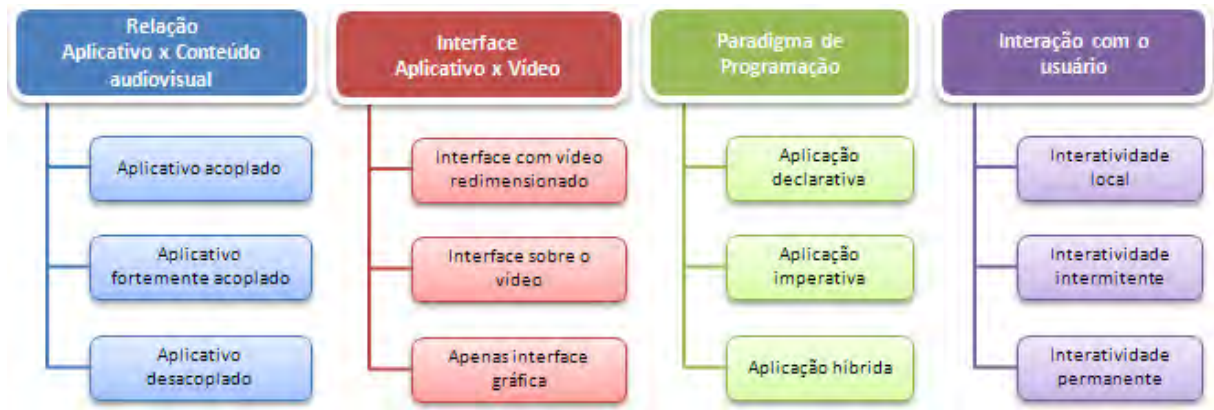 Relação
Aplicativo x Conteúdo
audiovisual
Aplicativo acoplado
Aplicativo
fortemente acoplado
Aplicativo
desacoplado
Interface
Aplicativo x Vídeo
Interface com vídeo
redimensionado
Interface sobre o
vídeo
Apenas interface
gráfica
Paradigma de
Programação
Aplicação
declarativa
Aplicação
imperativa
Aplicação híbrida
Interação com o
usuário
Interatividade
local
Interatividade
intermitente
Interatividade
permanente